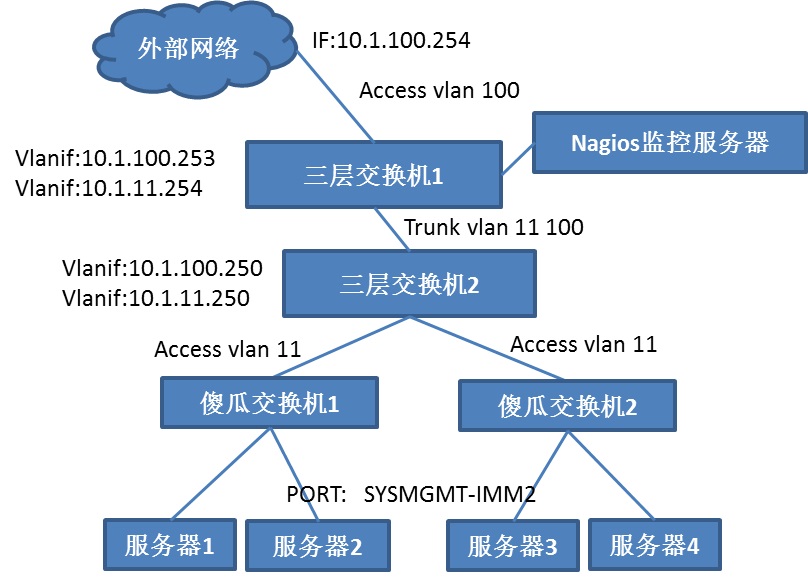 外部网络
IF:10.1.100.254
Access vlan 100
Nagios监控服务器
Vlanif:10.1.100.253
Vlanif:10.1.11.254
三层交换机1
Trunk vlan 11 100
Vlanif:10.1.100.250
Vlanif:10.1.11.250
三层交换机2
Access vlan 11
Access vlan 11
傻瓜交换机1
傻瓜交换机2
PORT: SYSMGMT-IMM2
服务器1
服务器2
服务器3
服务器4